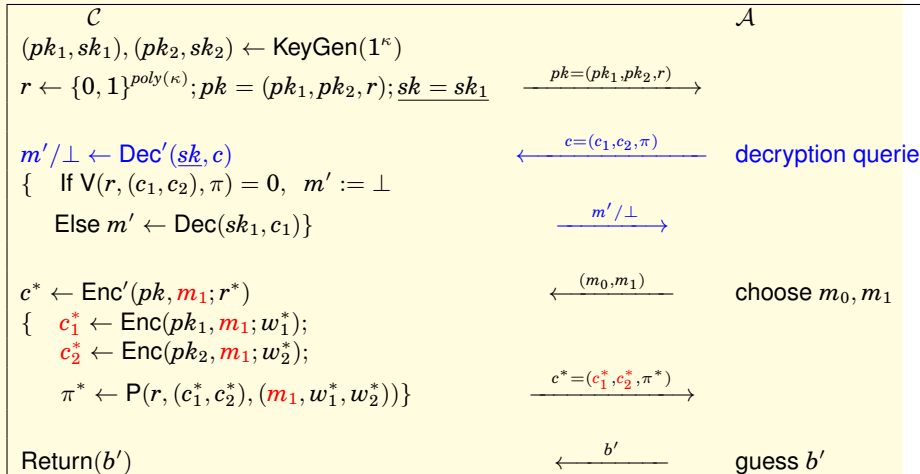 𝒞 𝒜
(pk₁, sk₁), (pk₂, sk₂) ← KeyGen(1^κ)
r ← {0, 1}^{poly(κ)}; pk = (pk₁, pk₂, r); sk = sk₁ pk=(pk₁,pk₂,r)
m′/⊥ ← Dec′(sk, c) c=(c₁,c₂,π) decryption querie
{ If V(r, (c₁, c₂), π) = 0, m′ := ⊥
Else m′ ← Dec(sk₁, c₁)} m′/⊥
c* ← Enc′(pk, m₁; r*) (m₀,m₁) choose m₀, m₁
{ c₁* ← Enc(pk₁, m₁; w₁*);
c₂* ← Enc(pk₂, m₁; w₂*);
π* ← P(r, (c₁*, c₂*), (m₁, w₁*, w₂*))} c*=(c₁*,c₂*,π*)
Return(b′) b′ guess b′